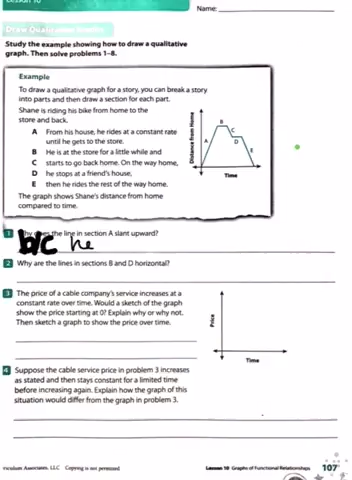 Lesson 10
Name:
Study the example showing how to draw a qualitative
graph. Then solve problems 1–8.
Example
To draw a qualitative graph for a story, you can break a story
into parts and then draw a section for each part.
Shane is riding his bike from home to the
store and back.
A From his house, he rides at a constant rate
until he gets to the store.
B He is at the store for a little while and
C starts to go back home. On the way home,
D he stops at a friend's house,
E then he rides the rest of the way home.
The graph shows Shane's distance from home
compared to time.
Distance from Home
A
B
C
D
E
Time
1 the line in section A slant upward?
b/c he
2 Why are the lines in sections B and D horizontal?
3 The price of a cable company's service increases at a
constant rate over time. Would a sketch of the graph
show the price starting at 0? Explain why or why not.
Then sketch a graph to show the price over time.
Price
Time
4 Suppose the cable service price in problem 3 increases
as stated and then stays constant for a limited time
before increasing again. Explain how the graph of this
situation would differ from the graph in problem 3.
Associates, LLC Copying is not permitted.
Lesson 10 Graphs of Functional Relationships 107